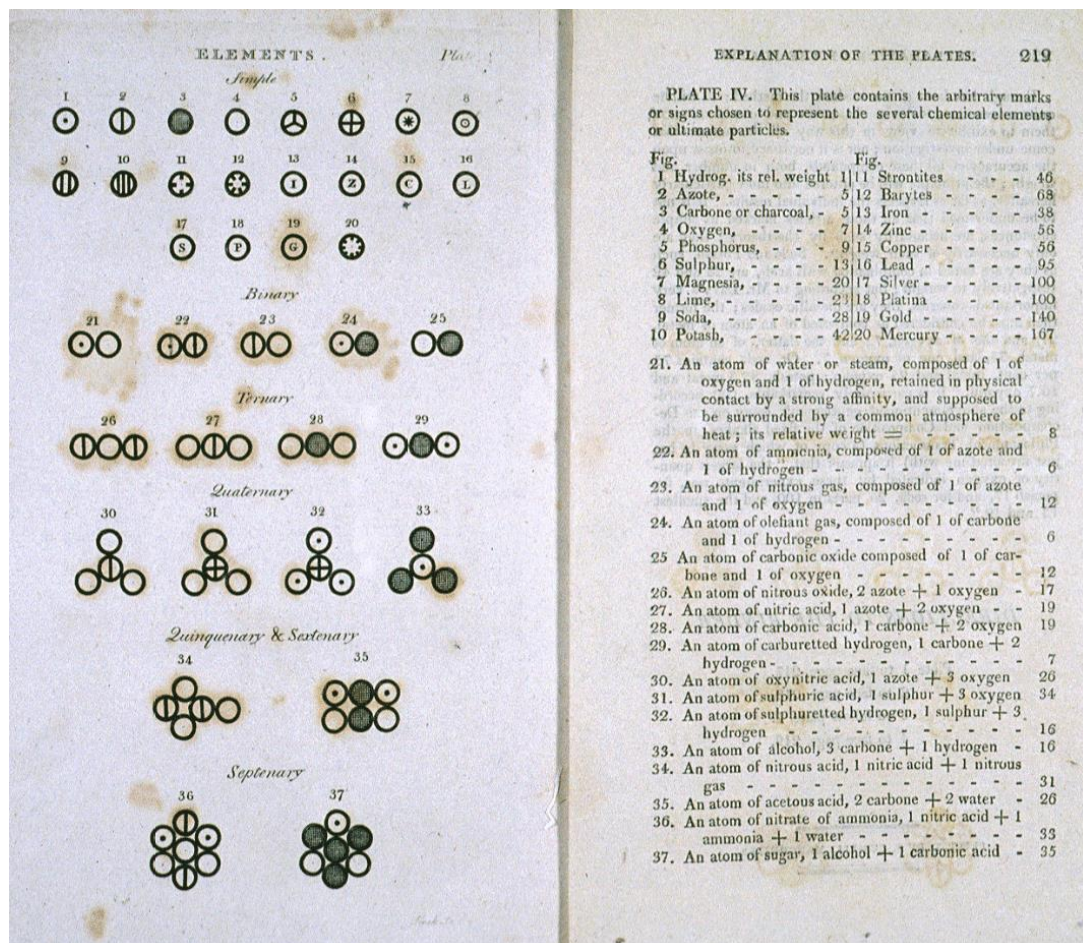 ELEMENTS.
Simple
1 2 3 4 5 6 7 8
9 10 11 12 13 14 15 16
I Z C L
17 18 19 20
S P G
Binary
21 22 23 24 25
Ternary
26 27 28 29
Quaternary
30 31 32 33
Quinquenary & Sextenary
34 35
Septenary
36 37
EXPLANATION OF THE PLATES. 219
PLATE IV. This plate contains the arbitrary marks
or signs chosen to represent the several chemical elements
or ultimate particles.
Fig. Fig.
1 Hydrog. its rel. weight 1 11 Strontites - - - 46
2 Azote, - - - - 5 12 Barytes - - - - 68
3 Carbone or charcoal, - 5 13 Iron - - - - - 38
4 Oxygen, - - - - 7 14 Zinc - - - - - 56
5 Phosphorus, - - - 9 15 Copper - - - - 56
6 Sulphur, - - - - 13 16 Lead - - - - - 95
7 Magnesia, - - - - 20 17 Silver - - - - 100
8 Lime, - - - - - 23 18 Platina - - - 100
9 Soda, - - - - - 28 19 Gold - - - - 140
10 Potash, - - - - 42 20 Mercury - - - 167
21. An atom of water or steam, composed of 1 of
oxygen and 1 of hydrogen, retained in physical
contact by a strong affinity, and supposed to
be surrounded by a common atmosphere of
heat; its relative weight = - - - - - 8
22. An atom of ammonia, composed of 1 of azote and
1 of hydrogen - - - - - - - - 6
23. An atom of nitrous gas, composed of 1 of azote
and 1 of oxygen - - - - - - - 12
24. An atom of olefiant gas, composed of 1 of carbone
and 1 of hydrogen - - - - - - - 6
25 An atom of carbonic oxide composed of 1 of car-
bone and 1 of oxygen - - - - - - - 12
26. An atom of nitrous oxide, 2 azote + 1 oxygen - 17
27. An atom of nitric acid, 1 azote + 2 oxygen - - 19
28. An atom of carbonic acid, 1 carbone + 2 oxygen 19
29. An atom of carburetted hydrogen, 1 carbone + 2
hydrogen - - - - - - - - - - 7
30. An atom of oxynitric acid, 1 azote + 3 oxygen 26
31. An atom of sulphuric acid, 1 sulphur + 3 oxygen 34
32. An atom of sulphuretted hydrogen, 1 sulphur + 3
hydrogen - - - - - - - - - - 16
33. An atom of alcohol, 3 carbone + 1 hydrogen - 16
34. An atom of nitrous acid, 1 nitric acid + 1 nitrous
gas - - - - - - - - - - - 31
35. An atom of acetous acid, 2 carbone + 2 water - 26
36. An atom of nitrate of ammonia, 1 nitric acid + 1
ammonia + 1 water - - - - - - - 33
37. An atom of sugar, 1 alcohol + 1 carbonic acid - 35